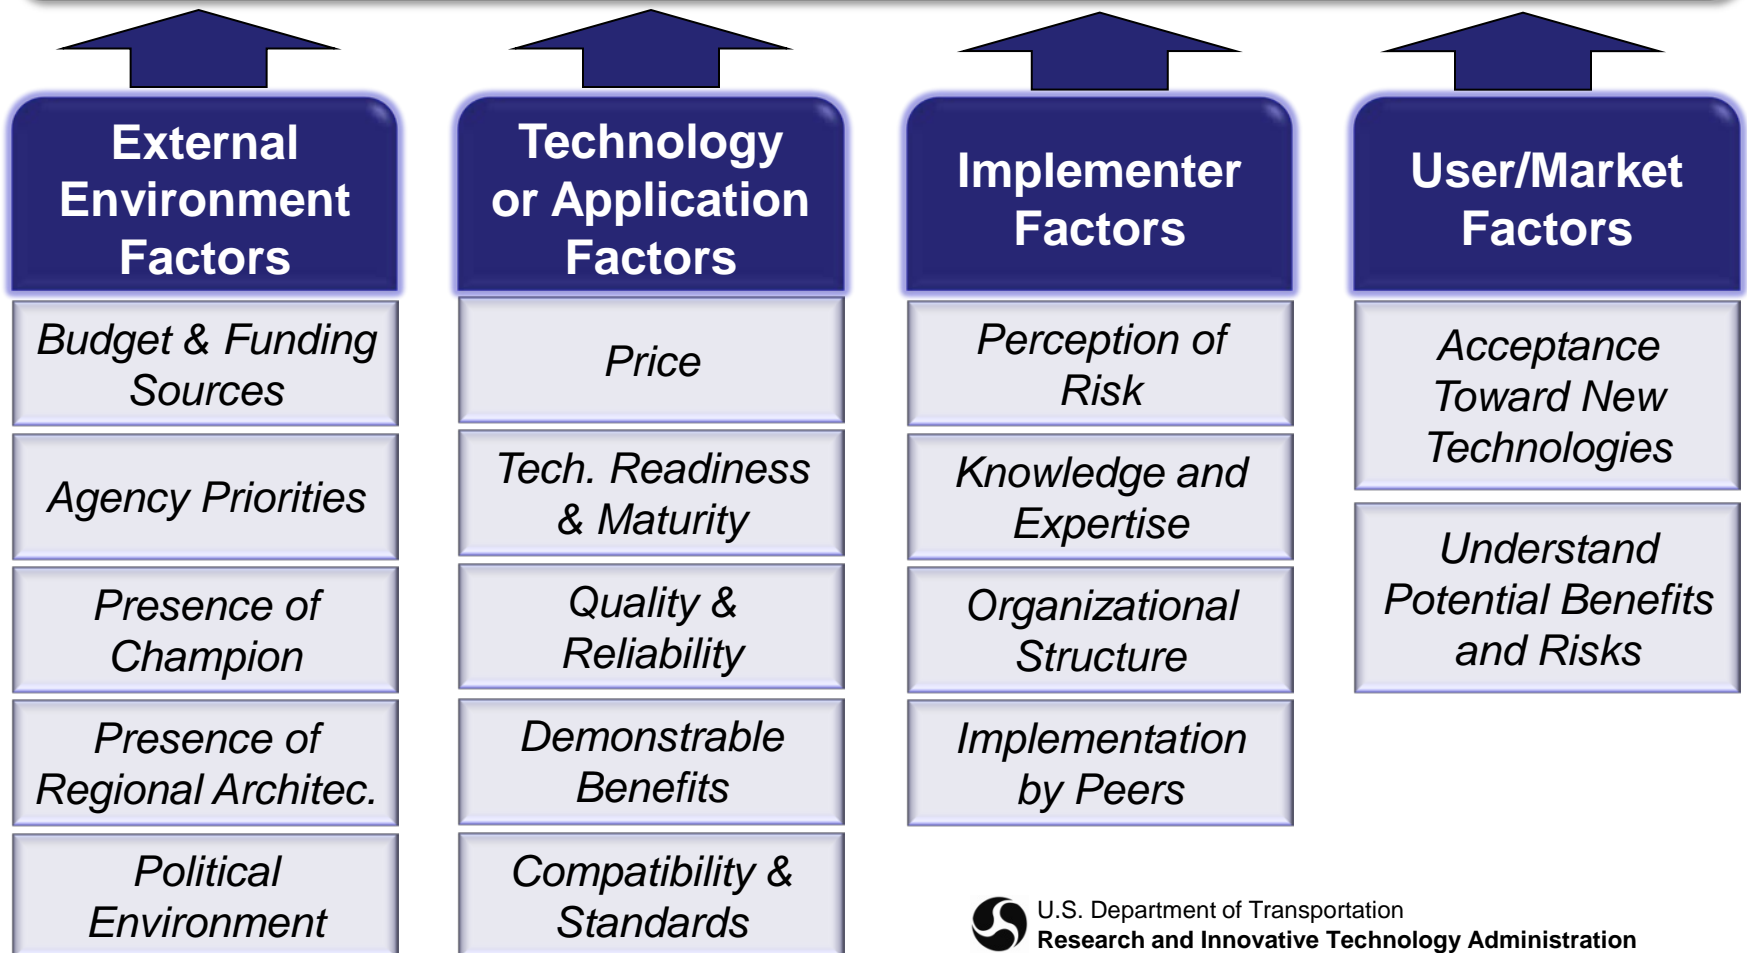 External
Environment
Factors
Budget & Funding
Sources
Agency Priorities
Presence of
Champion
Presence of
Regional Architec.
Political
Environment
Technology
or Application
Factors
Price
Tech. Readiness
& Maturity
Quality &
Reliability
Demonstrable
Benefits
Compatibility &
Standards
Implementer
Factors
Perception of
Risk
Knowledge and
Expertise
Organizational
Structure
Implementation
by Peers
User/Market
Factors
Acceptance
Toward New
Technologies
Understand
Potential Benefits
and Risks
U.S. Department of Transportation
Research and Innovative Technology Administration